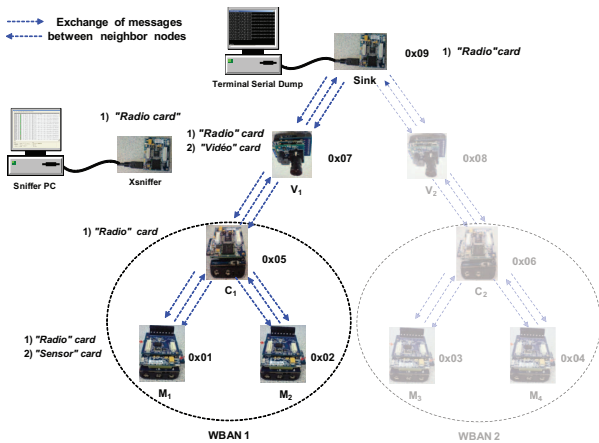 Exchange of messages
between neighbor nodes
Terminal Serial Dump
Sink
0x09
1) "Radio"card
1) "Radio card"
Sniffer PC
Xsniffer
1) "Radio" card
2) "Vidéo" card
0x07
V1
0x08
V2
1) "Radio" card
0x05
C1
0x06
C2
1) "Radio" card
2) "Sensor" card
0x01
M1
0x02
M2
0x03
M3
0x04
M4
WBAN 1
WBAN 2